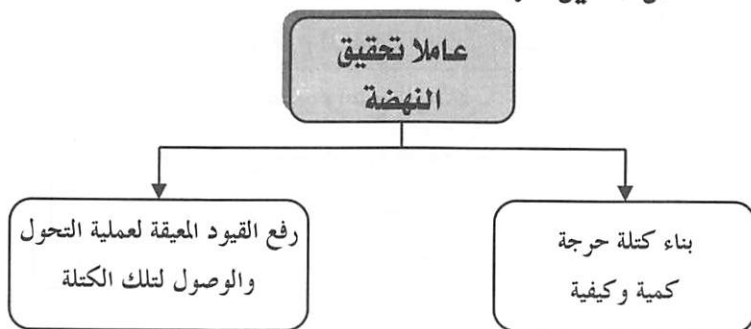 عاملا تحقيق
النهضة
بناء كتلة حرجة
كمية وكيفية
رفع القيود المعيقة لعملية التحول
والوصول لتلك الكتلة